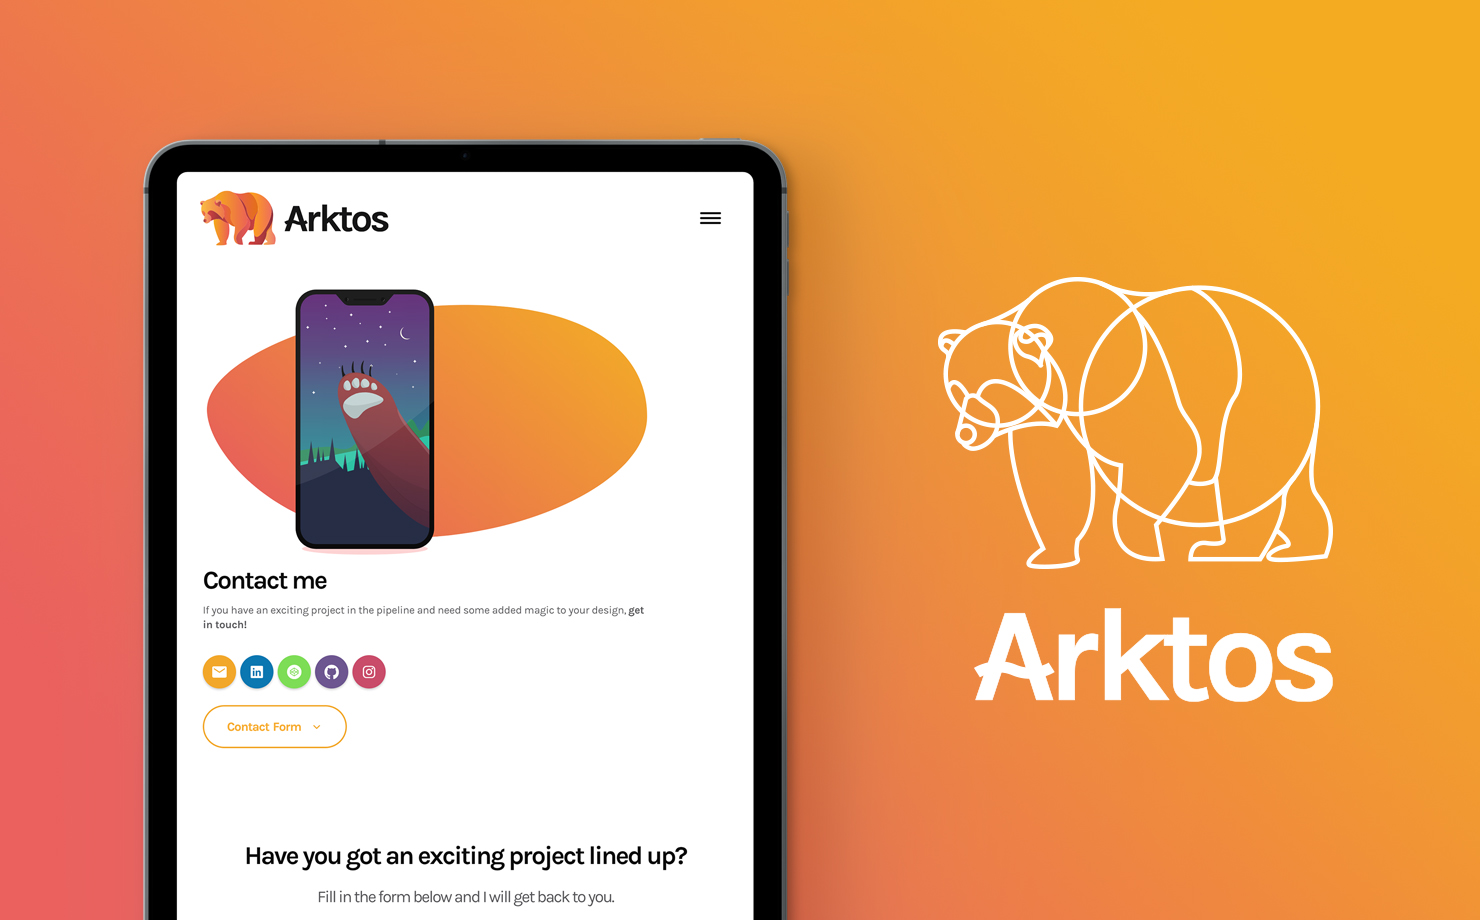 Arktos
Contact me
If you have an exciting project in the pipeline and need some added magic to your design, get
in touch!
in
Contact Form
Have you got an exciting project lined up?
Fill in the form below and I will get back to you.
Arktos